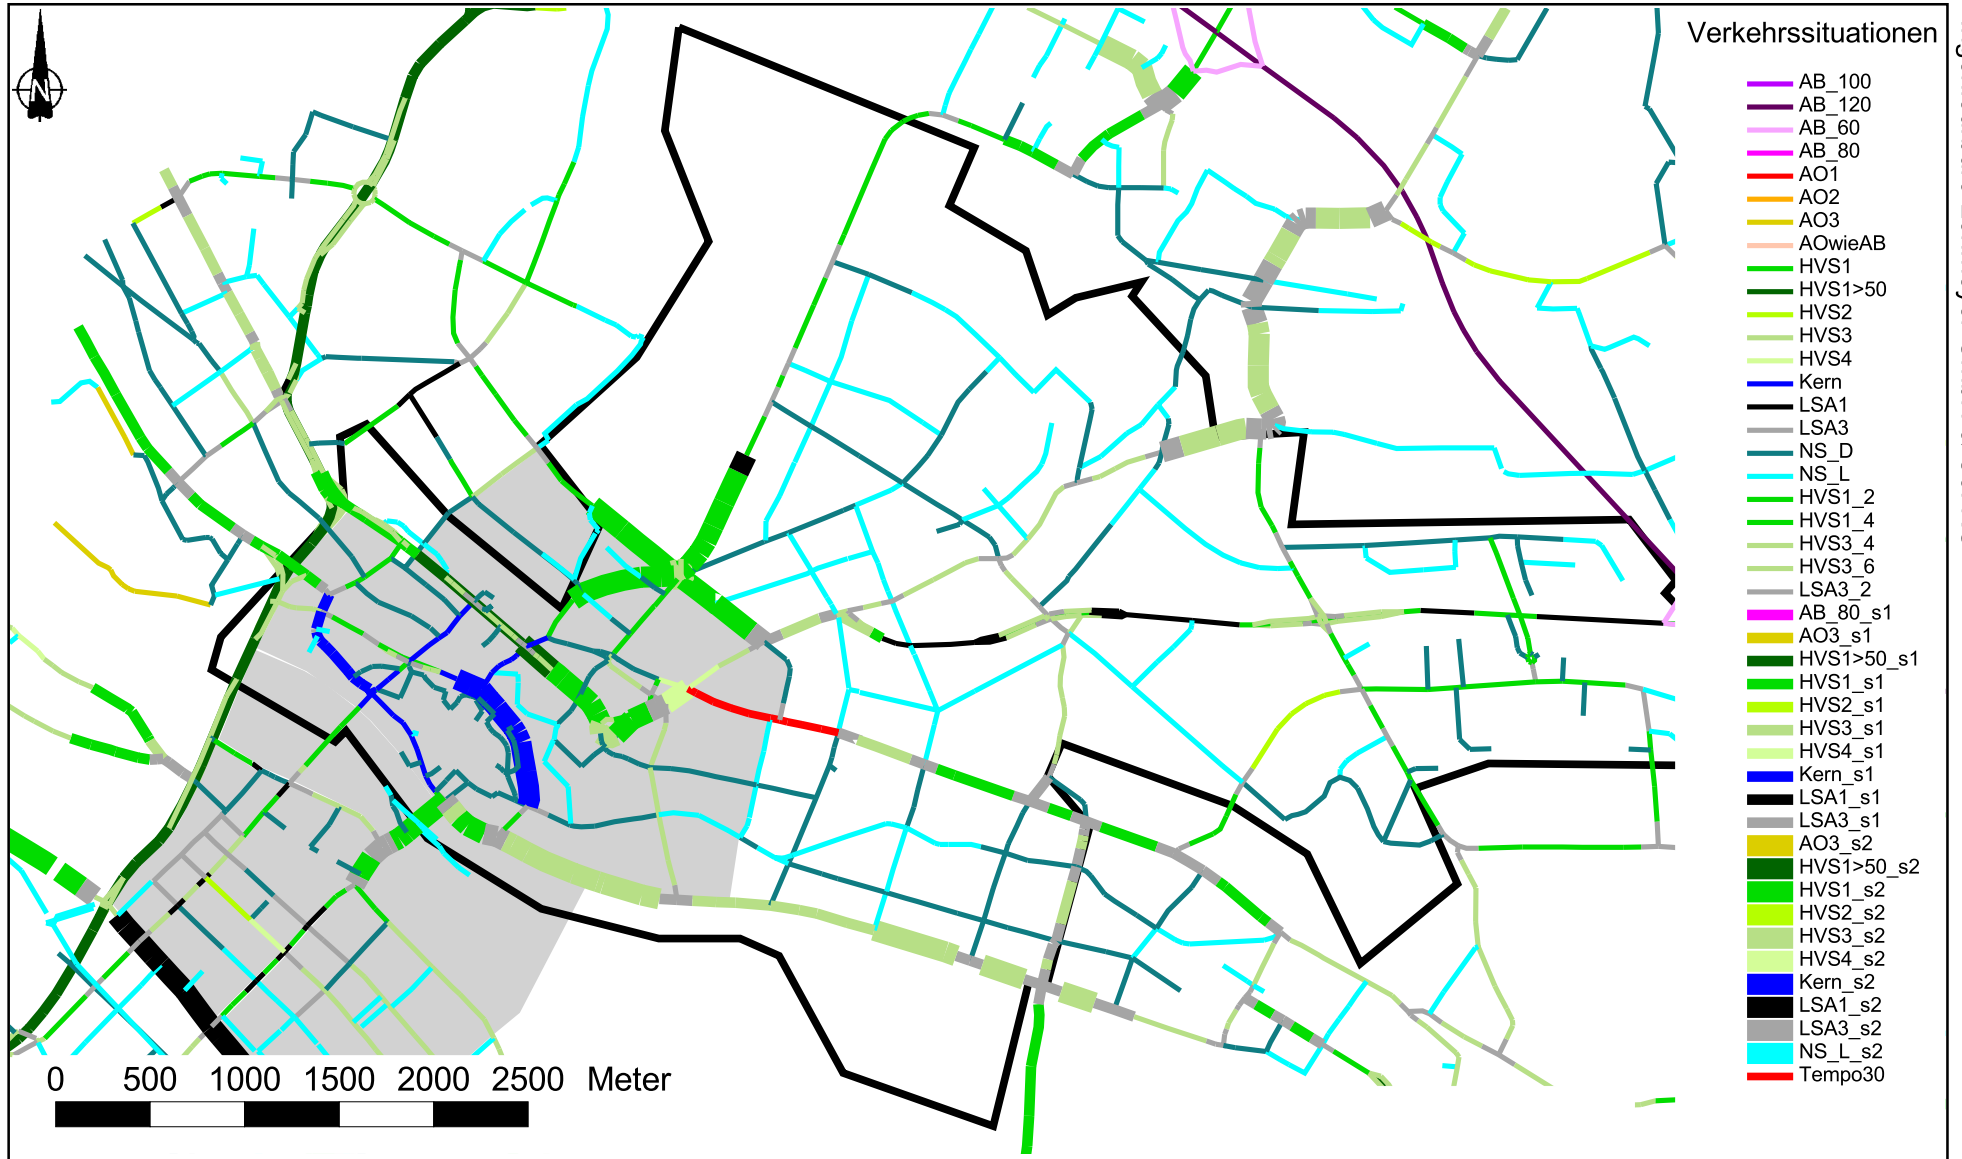 N
Verkehrssituationen
AB_100
AB_120
AB_60
AB_80
AO1
AO2
AO3
AOwieAB
HVS1
HVS1>50
HVS2
HVS3
HVS4
Kern
LSA1
LSA3
NS_D
NS_L
HVS1_2
HVS1_4
HVS3_4
HVS3_6
LSA3_2
AB_80_s1
AO3_s1
HVS1>50_s1
HVS1_s1
HVS2_s1
HVS3_s1
HVS4_s1
Kern_s1
LSA1_s1
LSA3_s1
AO3_s2
HVS1>50_s2
HVS1_s2
HVS2_s2
HVS3_s2
HVS4_s2
Kern_s2
LSA1_s2
LSA3_s2
NS_L_s2
Tempo30
0 500 1000 1500 2000 2500 Meter